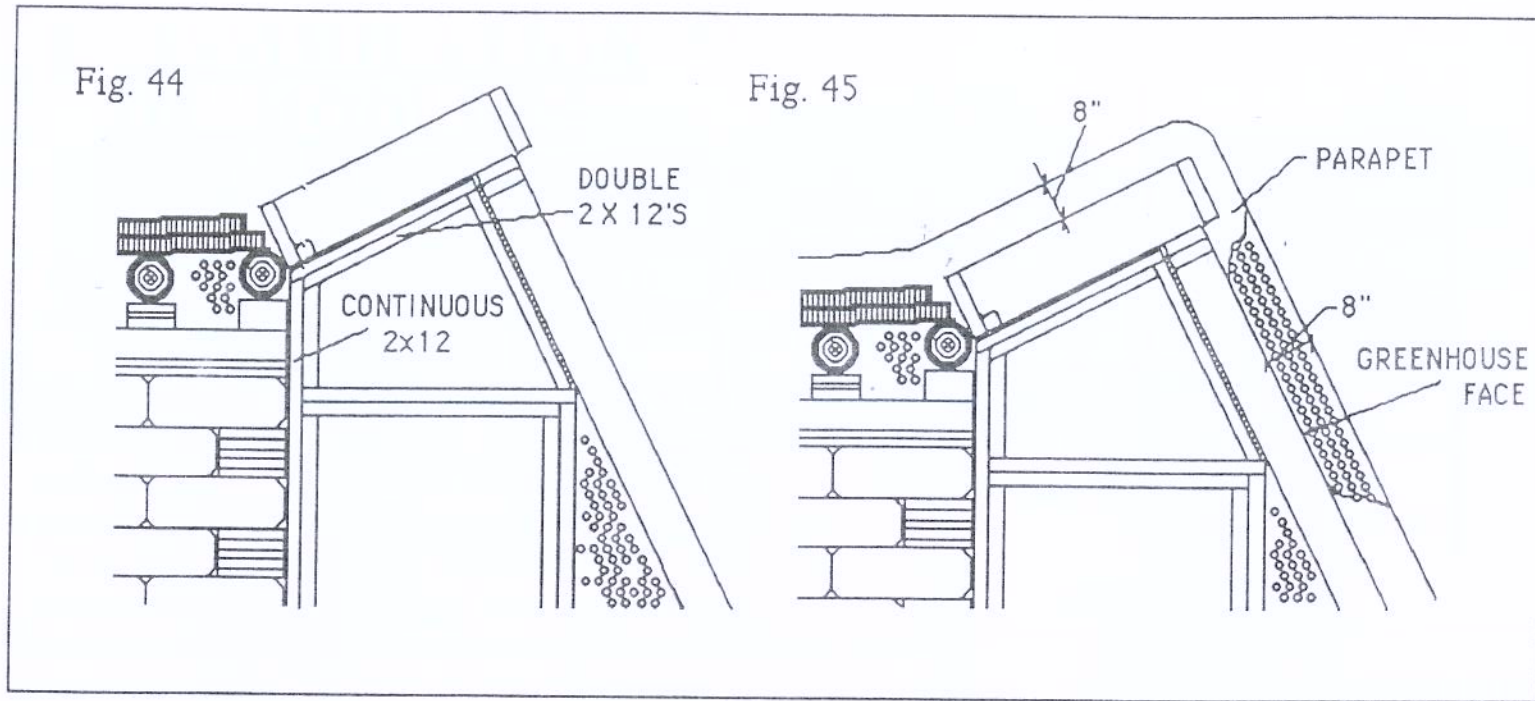 Fig. 44
DOUBLE
2 X 12'S
CONTINUOUS
2x12
Fig. 45
8"
PARAPET
8"
GREENHOUSE
FACE